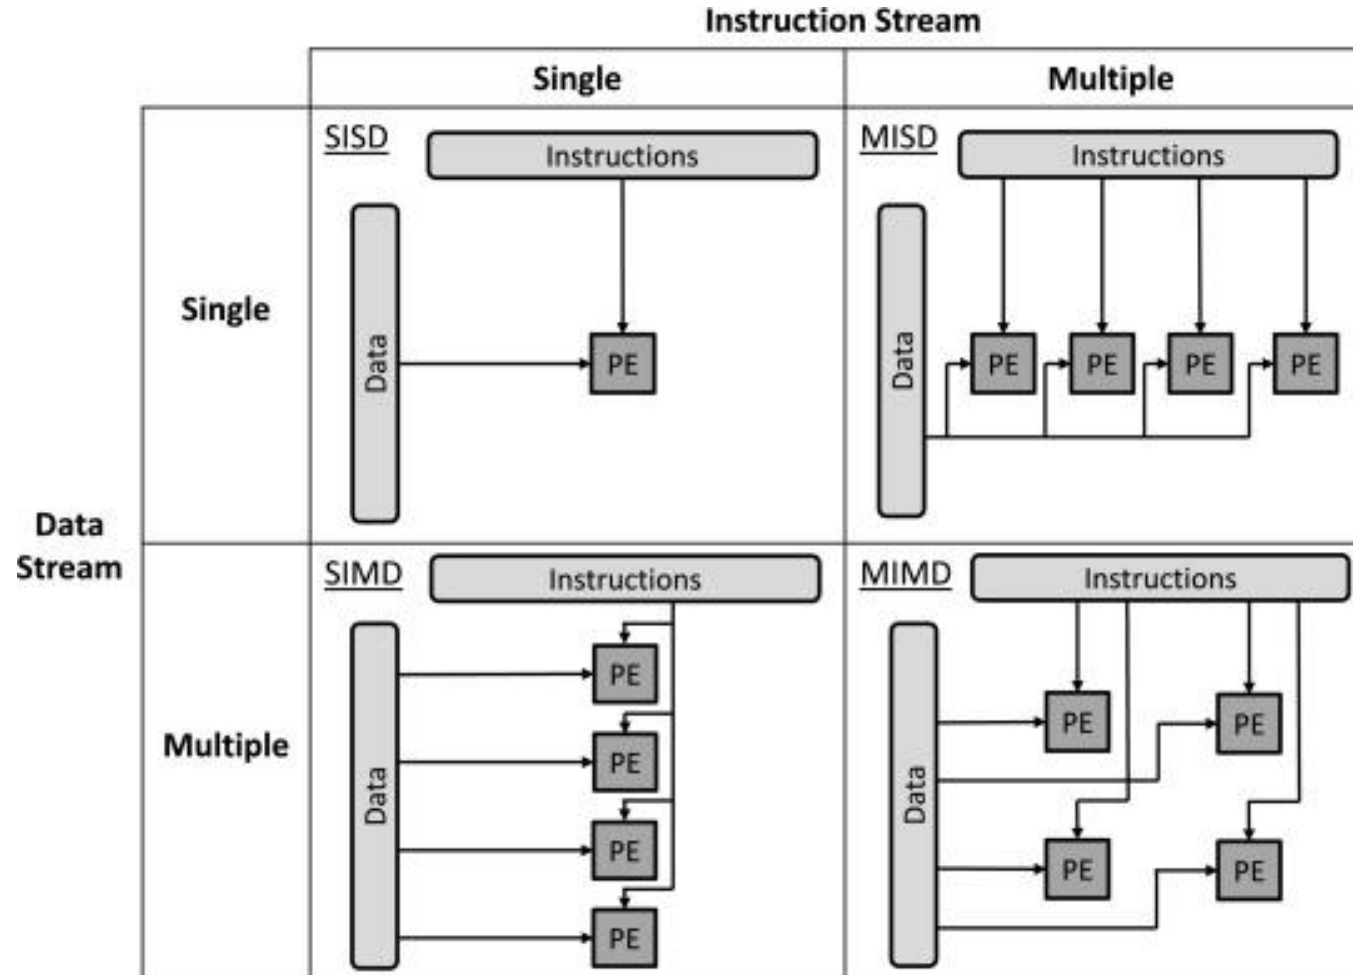 Instruction Stream
Single
Multiple
SISD
Instructions
MISD
Instructions
Single
Data
PE
Data
PE
PE
PE
PE
Data
Stream
SIMD
Instructions
MIMD
Instructions
Multiple
Data
PE
PE
PE
PE
Data
PE
PE
PE
PE